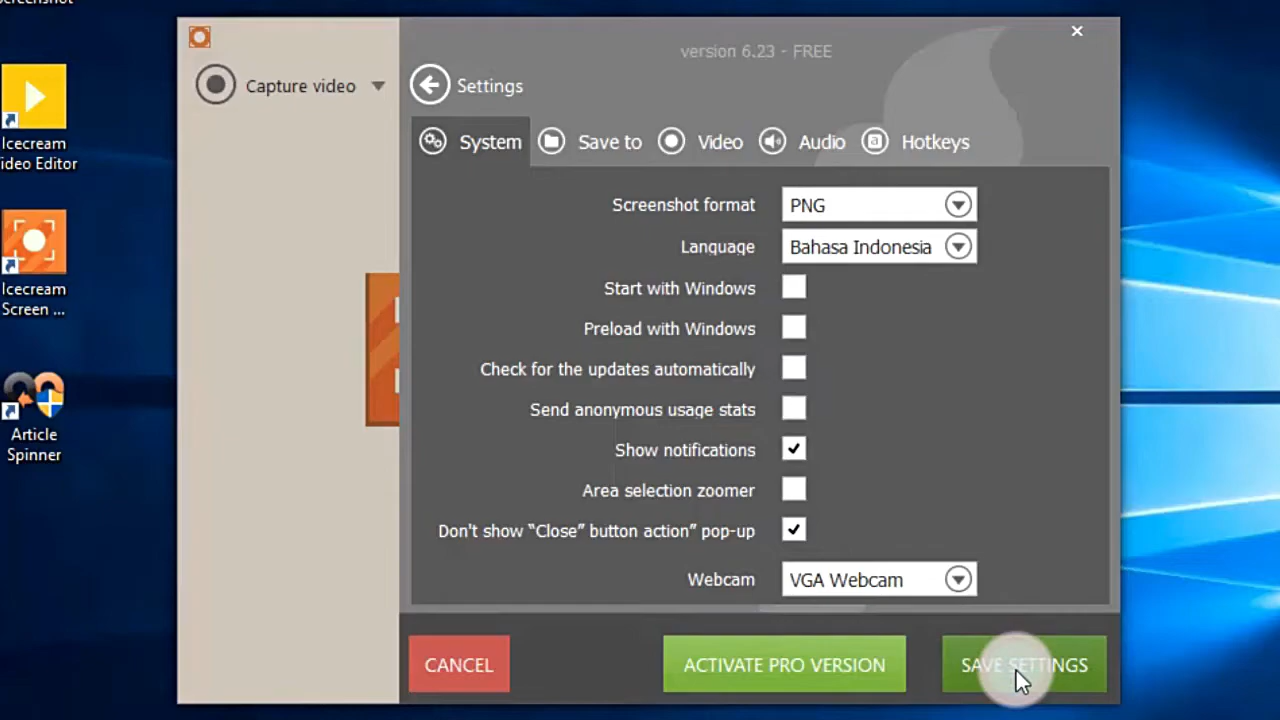 version 6.23 - FREE
Capture video
Settings
System
Save to
Video
Audio
Hotkeys
Screenshot format
PNG
Language
Bahasa Indonesia
Start with Windows
Preload with Windows
Check for the updates automatically
Send anonymous usage stats
Show notifications
Area selection zoomer
Don't show “Close” button action” pop-up
Webcam
VGA Webcam
CANCEL
ACTIVATE PRO VERSION
SAVE SETTINGS
Icecream
Icecream
Screen ...
Article
Spinner